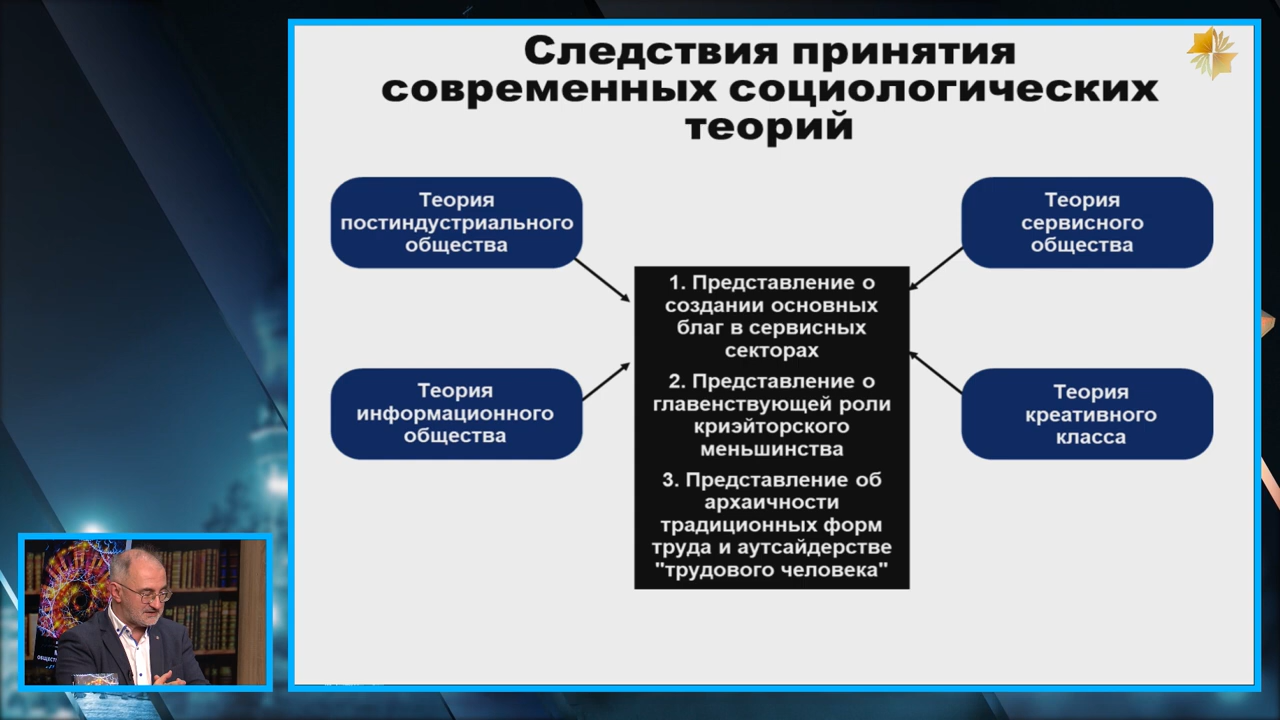 Следствия принятия
современных социологических
теорий
Теория
постиндустриального
общества
Теория
сервисного
общества
1. Представление о
создании основных
благ в сервисных
секторах
2. Представление о
главенствующей роли
криэйторского
меньшинства
3. Представление об
архаичности
традиционных форм
труда и аутсайдерстве
"трудового человека"
Теория
информационного
общества
Теория
креативного
класса